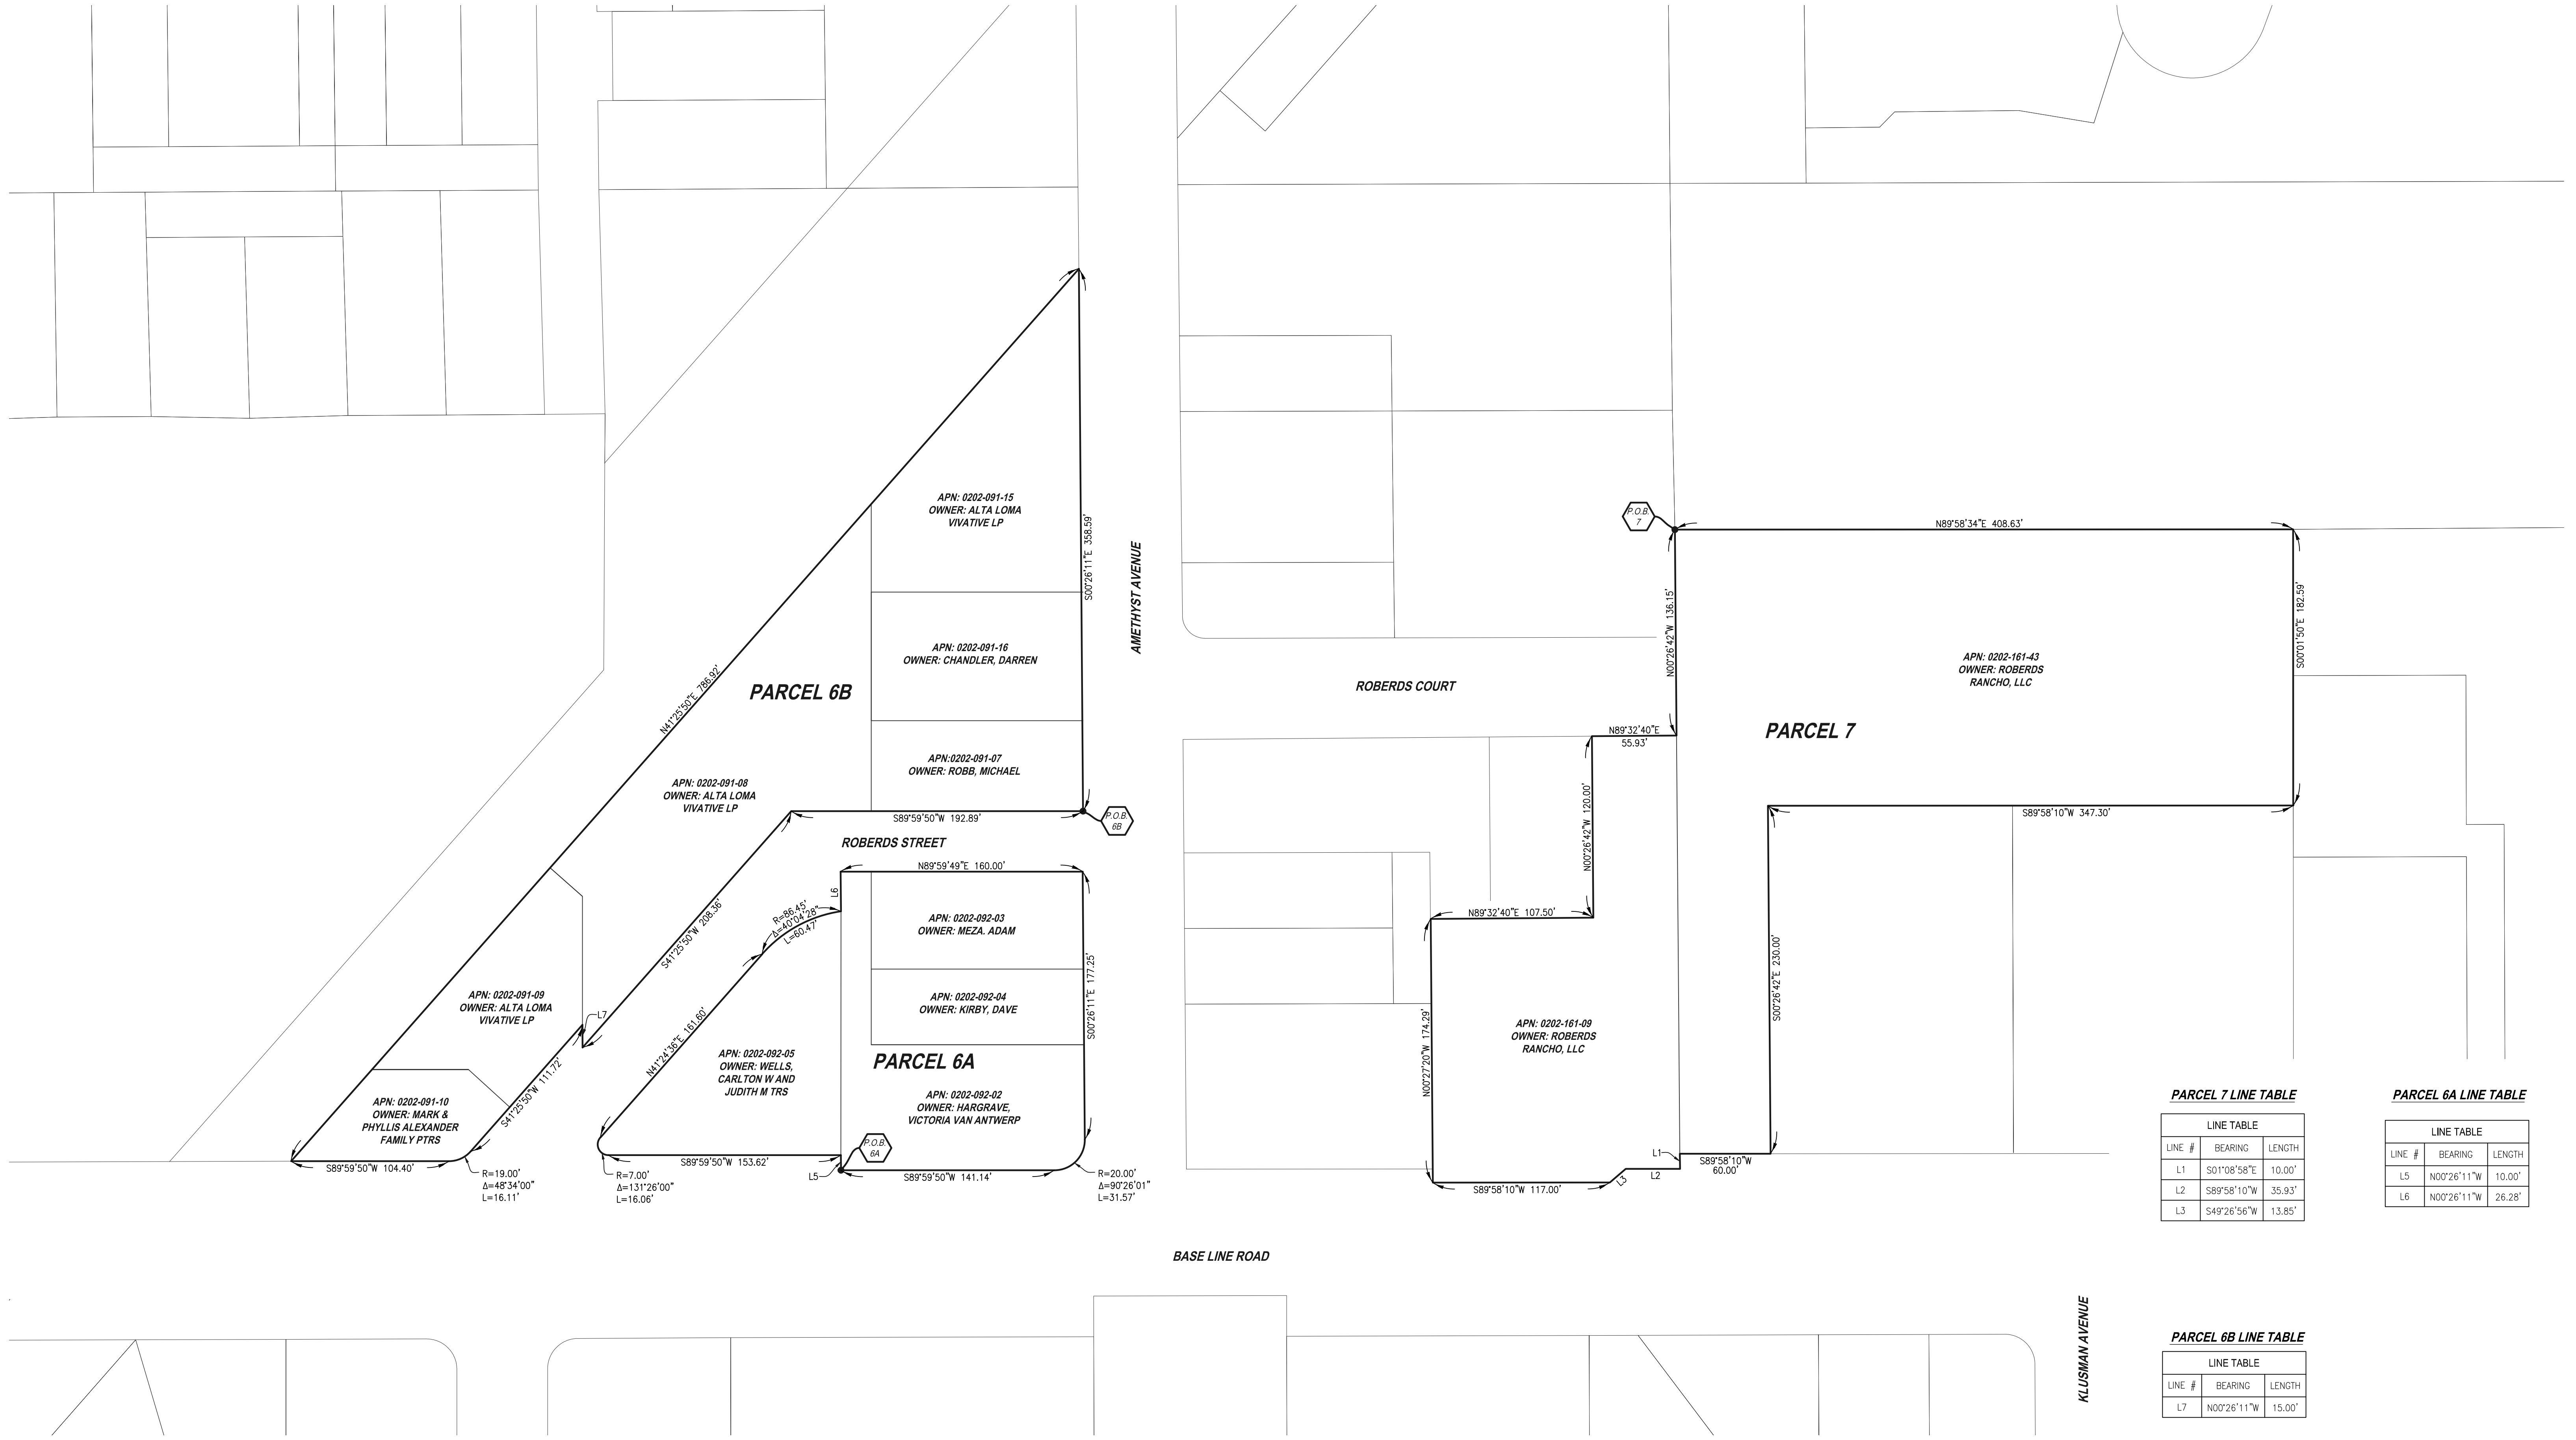 APN: 0202-091-15
OWNER: ALTA LOMA
VIVATIVE LP
S00°26'11"E 358.59'
AMETHYST AVENUE
P.O.B.
7
N89°58'34"E 408.63'
N00°26'42"W 136.15'
S00°01'50"E 182.59'
APN: 0202-091-16
OWNER: CHANDLER, DARREN
N41°25'50"E 786.92'
PARCEL 6B
ROBERDS COURT
APN: 0202-161-43
OWNER: ROBERDS
RANCHO, LLC
PARCEL 7
N89°32'40"E
55.93'
APN:0202-091-07
OWNER: ROBB, MICHAEL
APN: 0202-091-08
OWNER: ALTA LOMA
VIVATIVE LP
S89°59'50"W 192.89'
P.O.B.
6B
N00°26'42"W 120.00'
S89°58'10"W 347.30'
ROBERDS STREET
N89°59'49"E 160.00'
L6
R=86.45'
Δ=40°04'28"
L=60.47'
S41°25'50"W 208.36'
APN: 0202-092-03
OWNER: MEZA. ADAM
N89°32'40"E 107.50'
S00°26'42"E 230.00'
S00°26'11"E 177.25'
APN: 0202-091-09
OWNER: ALTA LOMA
VIVATIVE LP
L7
APN: 0202-092-04
OWNER: KIRBY, DAVE
N41°24'36"E 161.60'
APN: 0202-092-05
OWNER: WELLS,
CARLTON W AND
JUDITH M TRS
PARCEL 6A
N00°27'20"W 174.29'
APN: 0202-161-09
OWNER: ROBERDS
RANCHO, LLC
S41°25'50"W 111.72'
APN: 0202-091-10
OWNER: MARK &
PHYLLIS ALEXANDER
FAMILY PTRS
APN: 0202-092-02
OWNER: HARGRAVE,
VICTORIA VAN ANTWERP
P.O.B.
6A
S89°59'50"W 104.40'
R=19.00'
Δ=48°34'00"
L=16.11'
S89°59'50"W 153.62'
R=7.00'
Δ=131°26'00"
L=16.06'
L5
S89°59'50"W 141.14'
R=20.00'
Δ=90°26'01"
L=31.57'
L1
S89°58'10"W
60.00'
L2
L3
S89°58'10"W 117.00'
BASE LINE ROAD
KLUSMAN AVENUE
PARCEL 7 LINE TABLE
LINE TABLE
LINE # BEARING LENGTH
L1 S01°08'58"E 10.00'
L2 S89°58'10"W 35.93'
L3 S49°26'56"W 13.85'
PARCEL 6A LINE TABLE
LINE TABLE
LINE # BEARING LENGTH
L5 N00°26'11"W 10.00'
L6 N00°26'11"W 26.28'
PARCEL 6B LINE TABLE
LINE TABLE
LINE # BEARING LENGTH
L7 N00°26'11"W 15.00'